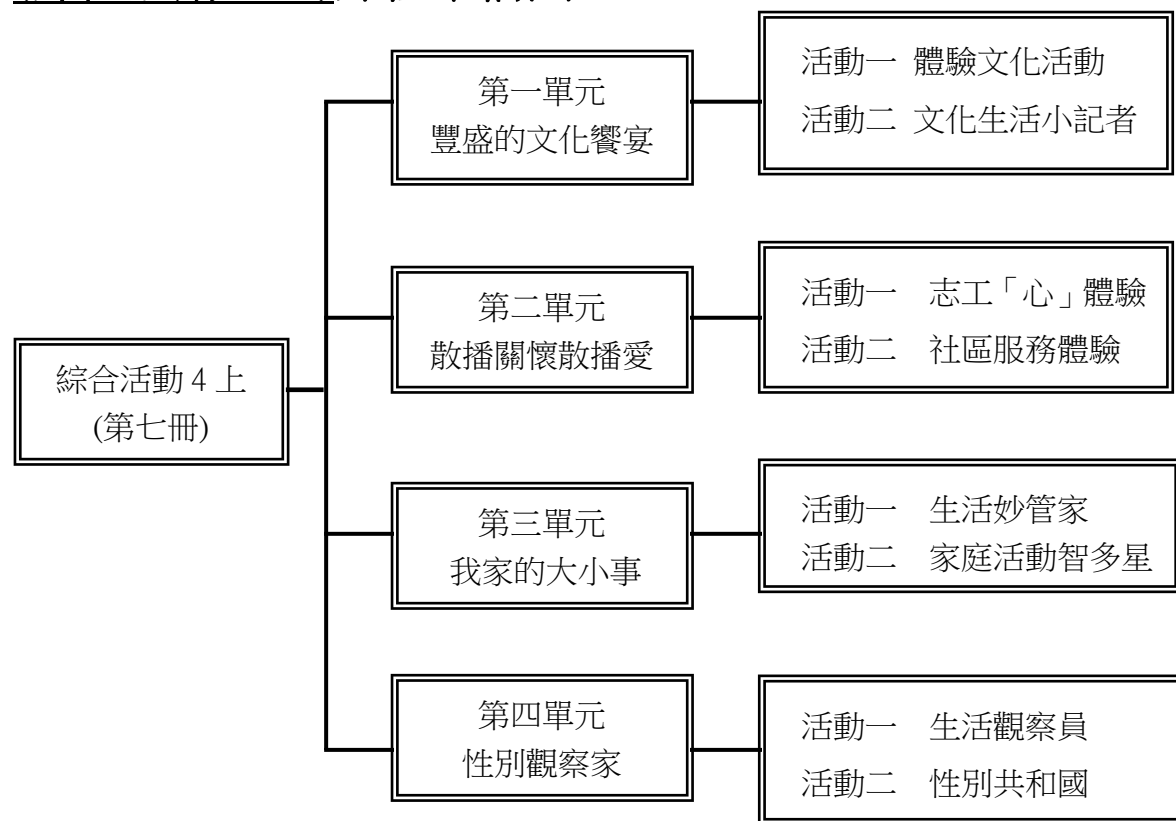 綜合活動 4 上
(第七冊)
第一單元
豐盛的文化饗宴
活動一 體驗文化活動
活動二 文化生活小記者
第二單元
散播關懷散播愛
活動一 志工「心」體驗
活動二 社區服務體驗
第三單元
我家的大小事
活動一 生活妙管家
活動二 家庭活動智多星
第四單元
性別觀察家
活動一 生活觀察員
活動二 性別共和國